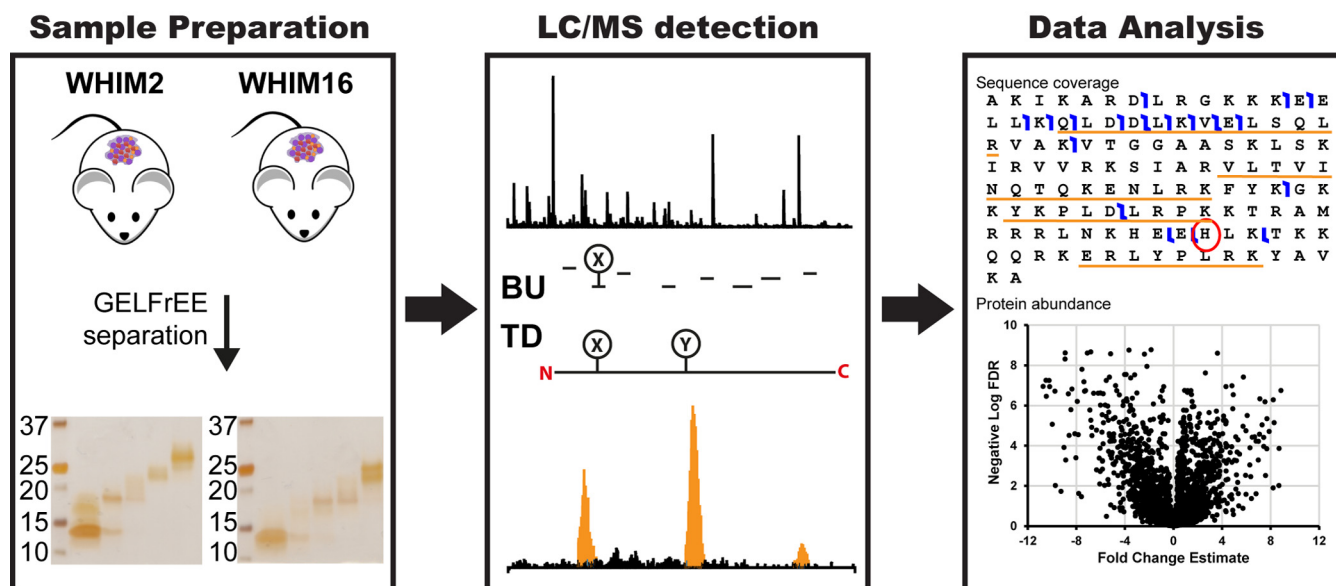 Sample Preparation
WHIM2
WHIM16
GELFrEE
separation
37
25
20
15
10
37
25
20
15
10
LC/MS detection
BU
X
TD
X
Y
N
C
Data Analysis
Sequence coverage
A K I K A R D L R G K K K E E
L L K Q L D D L K V E L S Q L
R V A K V T G G A A S K L S K
I R V V R K S I A R V L T V I
N Q T Q K E N L R K F Y K G K
K Y K P L D L R P K K T R A M
R R R L N K H E E H L K T K K
Q Q R K E R L Y P L R K Y A V
K A
Protein abundance
Negative Log FDR
10
8
6
4
2
0
-12
-8
-4
0
4
8
12
Fold Change Estimate